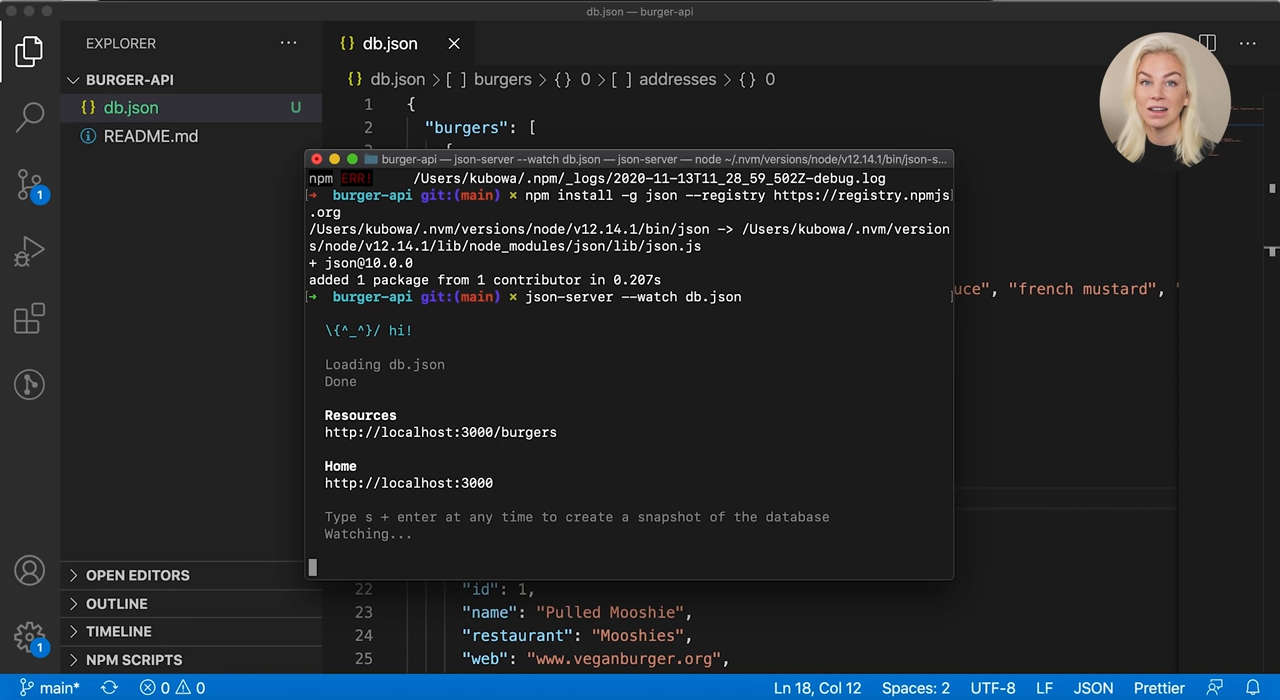 db.json — burger-api
EXPLORER
db.json
BURGER-API
db.json U
README.md
db.json > [ ] burgers > {} 0 > [ ] addresses > {} 0
1 {
2 "burgers": [
burger-api — json-server --watch db.json — json-server — node ~/.nvm/versions/node/v12.14.1/bin/json-s...
npm ERR! /Users/kubowa/.npm/_logs/2020-11-13T11_28_59_502Z-debug.log
[→ burger-api git:(main) × npm install -g json --registry https://registry.npmjs]
.org
/Users/kubowa/.nvm/versions/node/v12.14.1/bin/json -> /Users/kubowa/.nvm/version
s/node/v12.14.1/lib/node_modules/json/lib/json.js
+ json@10.0.0
added 1 package from 1 contributor in 0.207s
[→ burger-api git:(main) × json-server --watch db.json ]
uce", "french mustard", "
\{^_^}/ hi!
Loading db.json
Done
Resources
http://localhost:3000/burgers
Home
http://localhost:3000
Type s + enter at any time to create a snapshot of the database
Watching...
22 "id": 1,
23 "name": "Pulled Mooshie",
24 "restaurant": "Mooshies",
25 "web": "www.veganburger.org",
1
1
OPEN EDITORS
OUTLINE
TIMELINE
NPM SCRIPTS
main* 0 0 Ln 18, Col 12 Spaces: 2 UTF-8 LF JSON Prettier